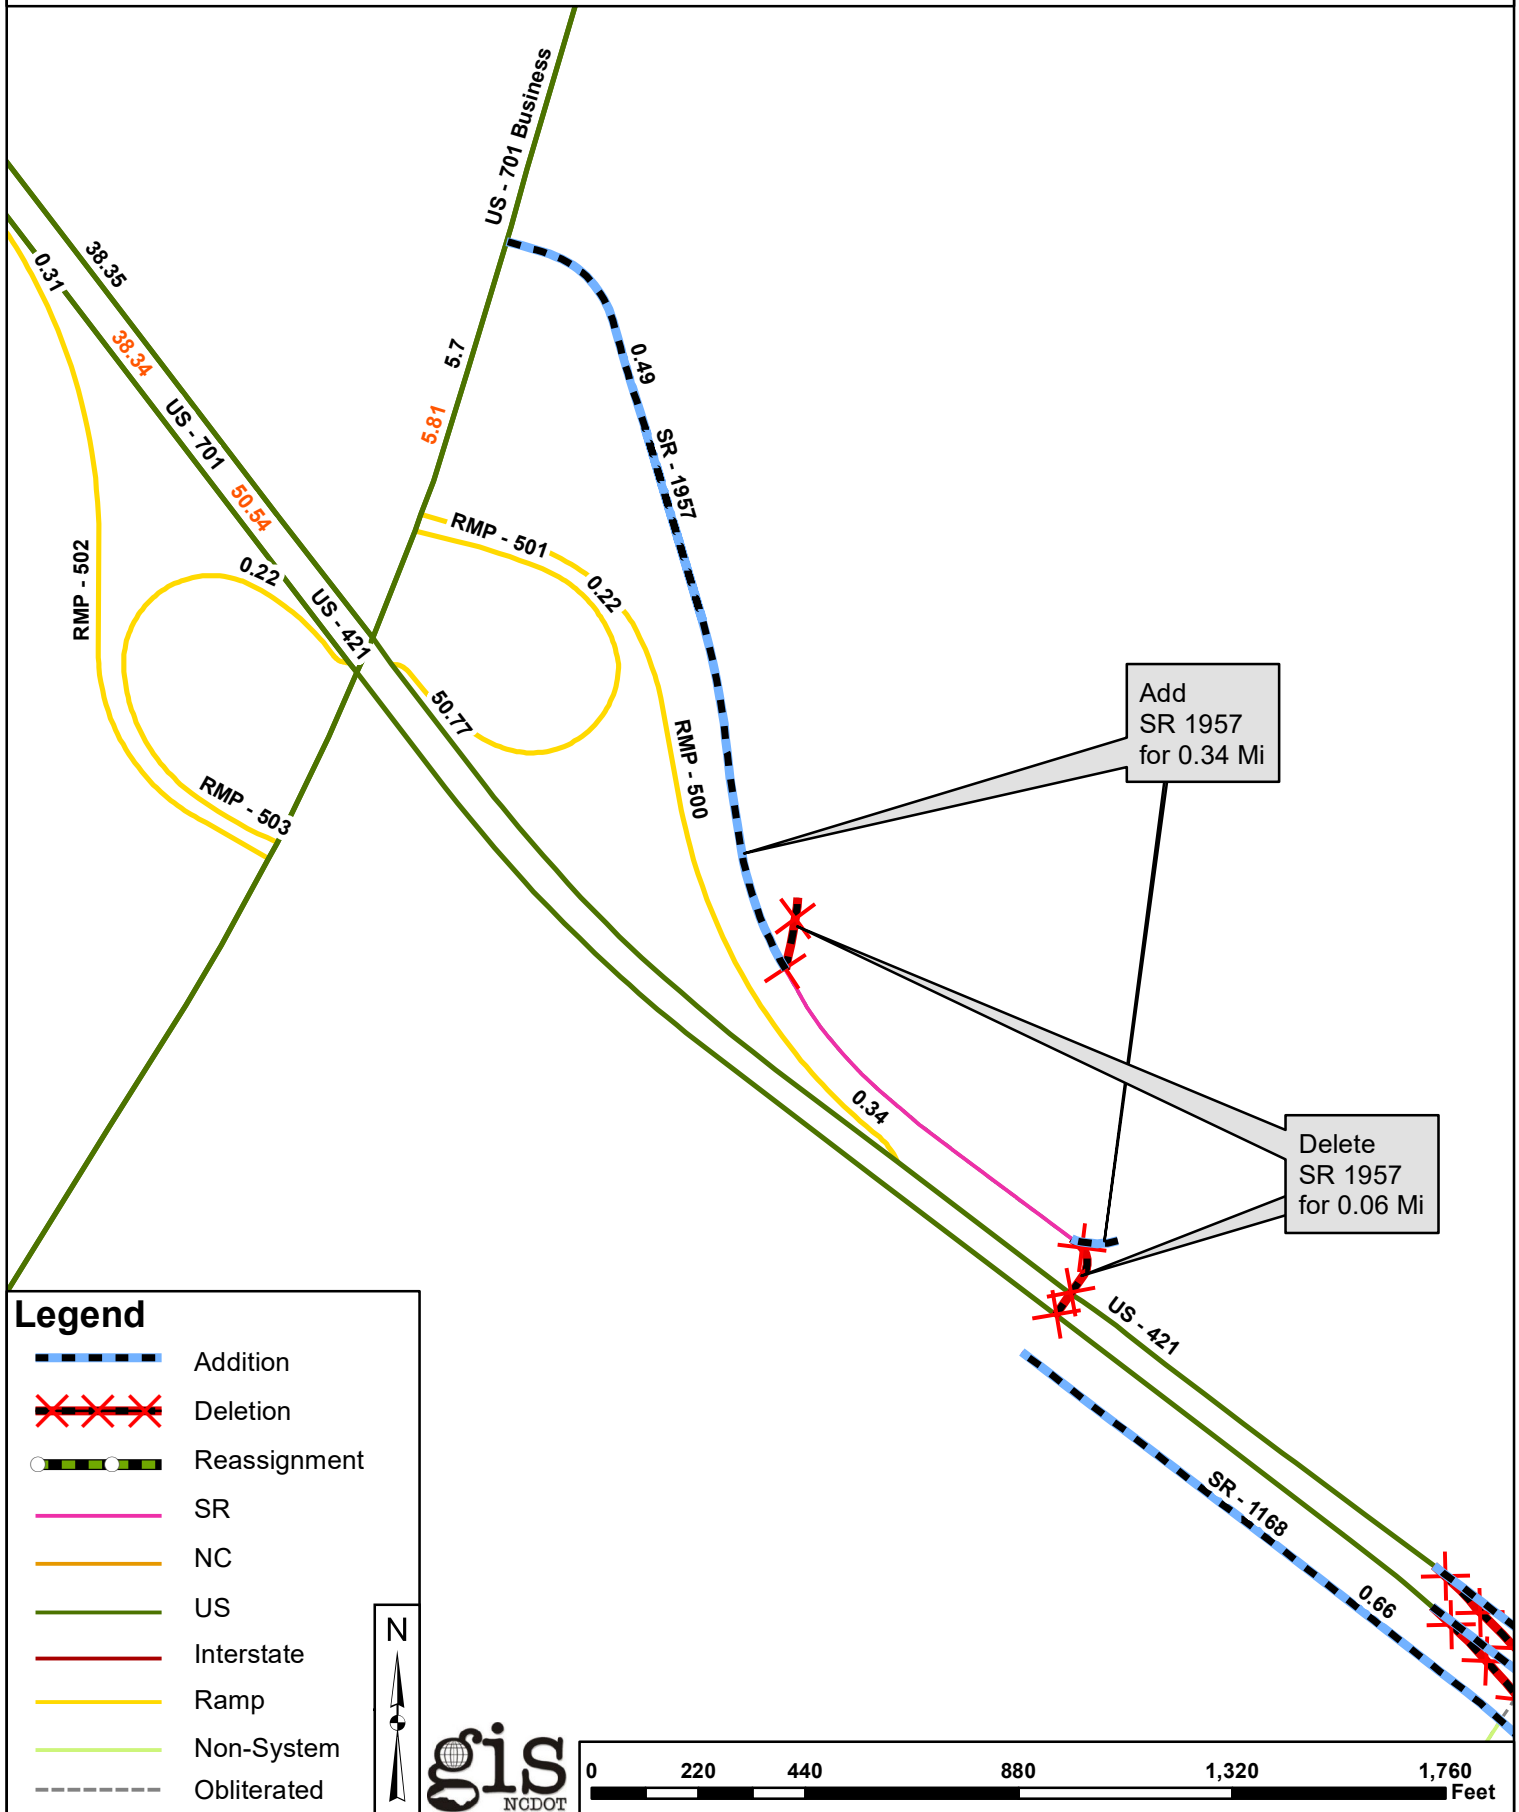 US - 701 Business
38.35
0.31
38.34
5.7
0.49
5.81
US - 701
SR - 1957
50.54
RMP - 501
RMP - 502
0.22
0.22
US - 421
50.77
RMP - 500
RMP - 503
Add
SR 1957
for 0.34 Mi
0.34
Delete
SR 1957
for 0.06 Mi
US - 421
SR - 1168
0.66
Legend
Addition
Deletion
Reassignment
SR
NC
US
Interstate
Ramp
Non-System
Obliterated
N
gis
NCDOT
0 220 440 880 1,320 1,760
Feet